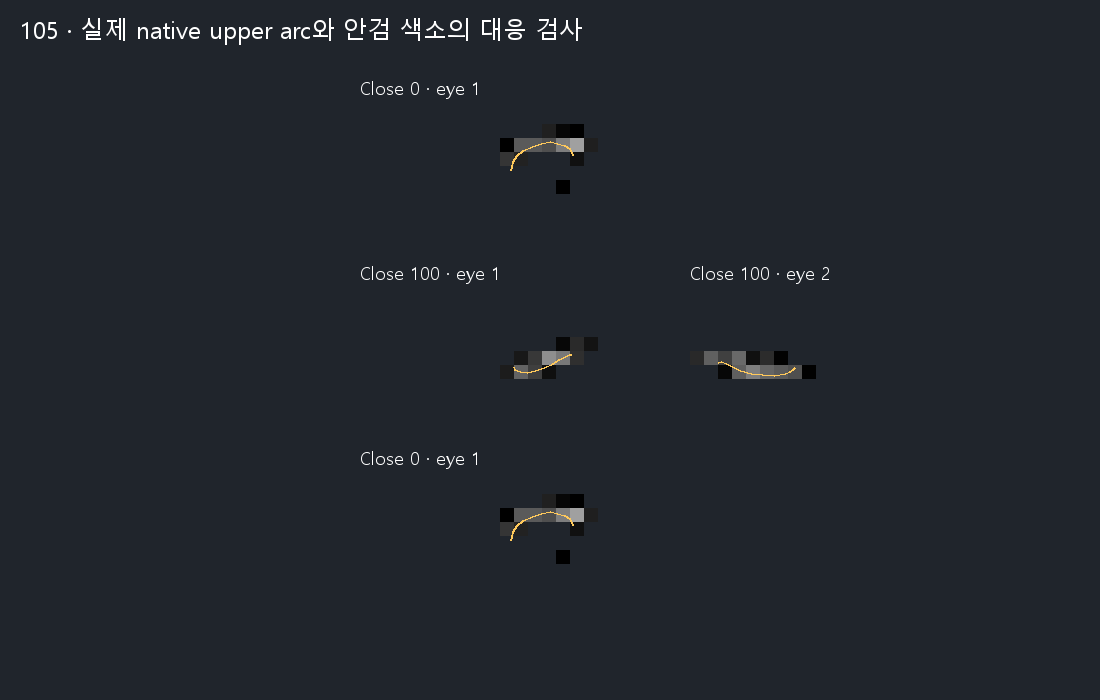 105 · 실제 native upper arc와 안검 색소의 대응 검사
Close 0 · eye 1
Close 100 · eye 1
Close 100 · eye 2
Close 0 · eye 1